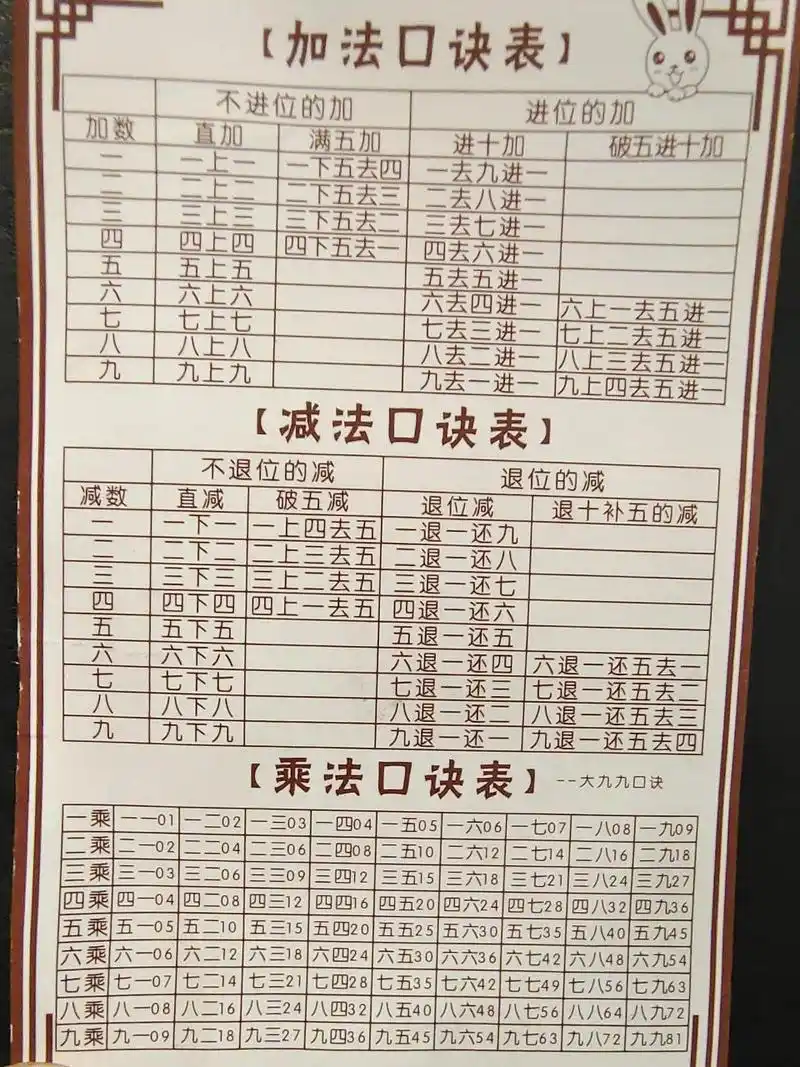 【加法口诀表】
不进位的加 进位的加
加数 直加 满五加 进十加 破五进十加
一 一上一 一下五去四 一去九进一
二 二上二 二下五去三 二去八进一
三 三上三 三下五去二 三去七进一
四 四上四 四下五去一 四去六进一
五 五上五 五去五进一
六 六上六 六去四进一 六上一去五进一
七 七上七 七去三进一 七上二去五进一
八 八上八 八去二进一 八上三去五进一
九 九上九 九去一进一 九上四去五进一
【减法口诀表】
不退位的减 退位的减
减数 直减 破五减 退位减 退十补五的减
一 一下一 一上四去五 一退一还九
二 二下二 二上三去五 二退一还八
三 三下三 三上二去五 三退一还七
四 四下四 四上一去五 四退一还六
五 五下五 五退一还五
六 六下六 六退一还四 六退一还五去一
七 七下七 七退一还三 七退一还五去二
八 八下八 八退一还二 八退一还五去三
九 九下九 九退一还一 九退一还五去四
【乘法口诀表】--大九九口诀
一乘 一一01 一二02 一三03 一四04 一五05 一六06 一七07 一八08 一九09
二乘 二一02 二二04 二三06 二四08 二五10 二六12 二七14 二八16 二九18
三乘 三一03 三二06 三三09 三四12 三五15 三六18 三七21 三八24 三九27
四乘 四一04 四二08 四三12 四四16 四五20 四六24 四七28 四八32 四九36
五乘 五一05 五二10 五三15 五四20 五五25 五六30 五七35 五八40 五九45
六乘 六一06 六二12 六三18 六四24 六五30 六六36 六七42 六八48 六九54
七乘 七一07 七二14 七三21 七四28 七五35 七六42 七七49 七八56 七九63
八乘 八一08 八二16 八三24 八四32 八五40 八六48 八七56 八八64 八九72
九乘 九一09 九二18 九三27 九四36 九五45 九六54 九七63 九八72 九九81